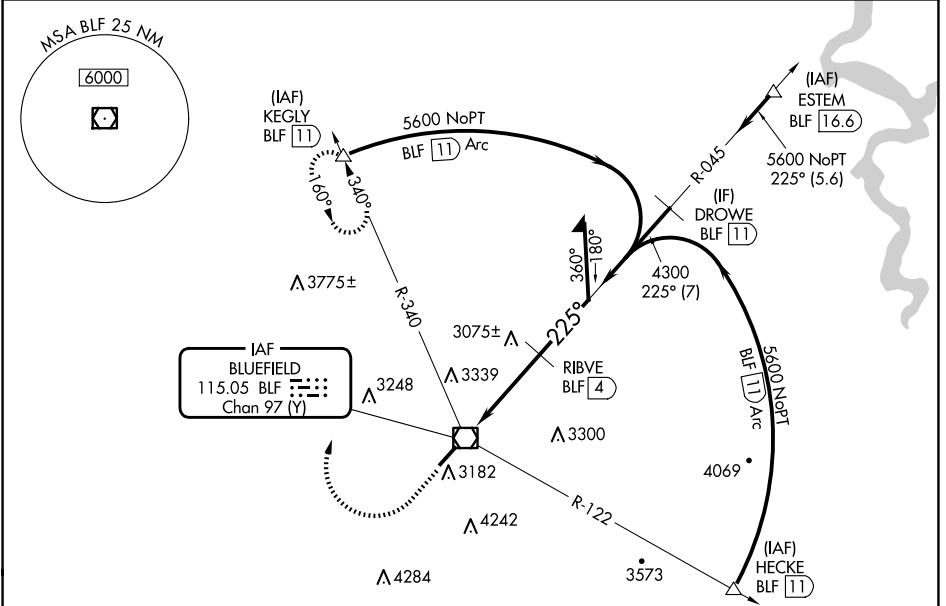 MSA BLF 25 NM
6000
(IAF)
KEGLY
BLF 11
5600 NoPT
BLF 11 Arc
(IAF)
ESTEM
BLF 16.6
5600 NoPT
225° (5.6)
R-045
(IF)
DROWE
BLF 11
160°
340°
360°
180°
4300
225° (7)
3775±
R-340
225°
3075±
RIBVE
BLF 4
5600 NoPT
BLF 11 Arc
IAF
BLUEFIELD
115.05 BLF
Chan 97 (Y)
3248
3339
3300
3182
4069
R-122
4242
(IAF)
HECKE
BLF 11
3573
4284